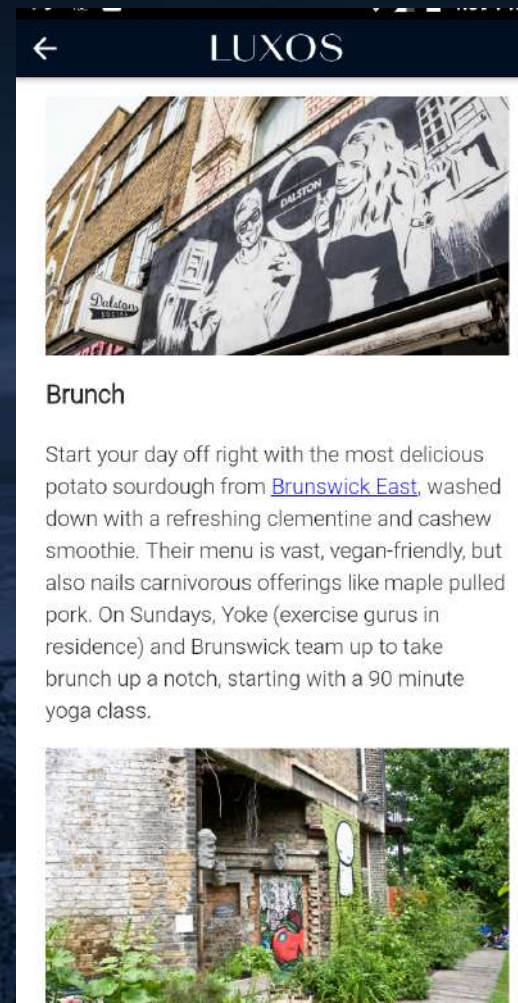 LUXOS
DALSTON
Dalston
SOCIAL
Brunch
Start your day off right with the most delicious
potato sourdough from Brunswick East, washed
down with a refreshing clementine and cashew
smoothie. Their menu is vast, vegan-friendly, but
also nails carnivorous offerings like maple pulled
pork. On Sundays, Yoke (exercise gurus in
residence) and Brunswick team up to take
brunch up a notch, starting with a 90 minute
yoga class.